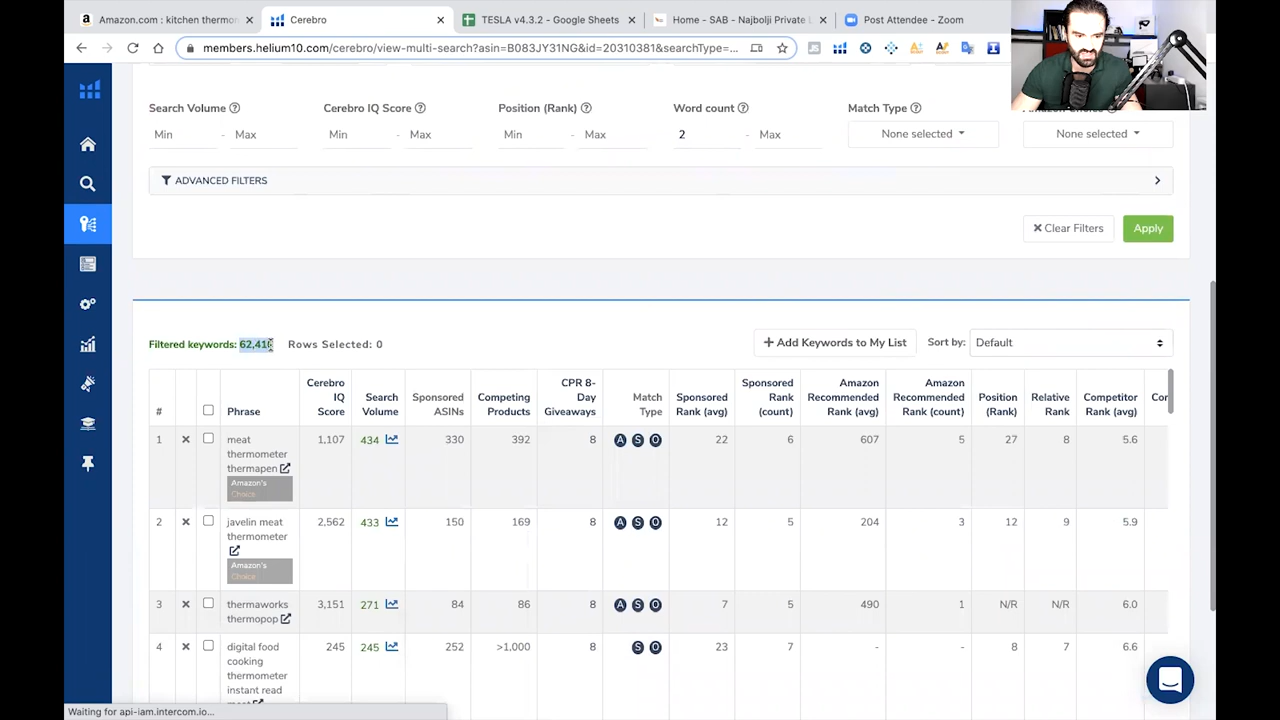 Amazon.com : kitchen thermon
Cerebro
TESLA v4.3.2 - Google Sheets
Home - SAB - Najbolji Private L
Post Attendee - Zoom
members.helium10.com/cerebro/view-multi-search?asin=B083JY31NG&id=20310381&searchType=...
Search Volume
Cerebro IQ Score
Position (Rank)
Word count
Match Type
Min - Max
Min - Max
Min - Max
2 - Max
None selected
None selected
ADVANCED FILTERS
Clear Filters
Apply
Filtered keywords: 62,416
Rows Selected: 0
+ Add Keywords to My List
Sort by:
Default
# Phrase Cerebro IQ Score Search Volume Sponsored ASINs Competing Products CPR 8-Day Giveaways Match Type Sponsored Rank (avg) Sponsored Rank (count) Amazon Recommended Rank (avg) Amazon Recommended Rank (count) Position (Rank) Relative Rank Competitor Rank (avg) Cor
1 meat thermometer thermapen 1,107 434 330 392 8 A S O 22 6 607 5 27 8 5.6
Amazon's Choice
2 javelin meat thermometer 2,562 433 150 169 8 A S O 12 5 204 3 12 9 5.9
Amazon's Choice
3 thermaworks thermopop 3,151 271 84 86 8 A S O 7 5 490 1 N/R N/R 6.0
4 digital food cooking thermometer instant read 245 245 252 >1,000 8 S O 23 7 - - 8 7 6.6
Waiting for api-iam.intercom.io...